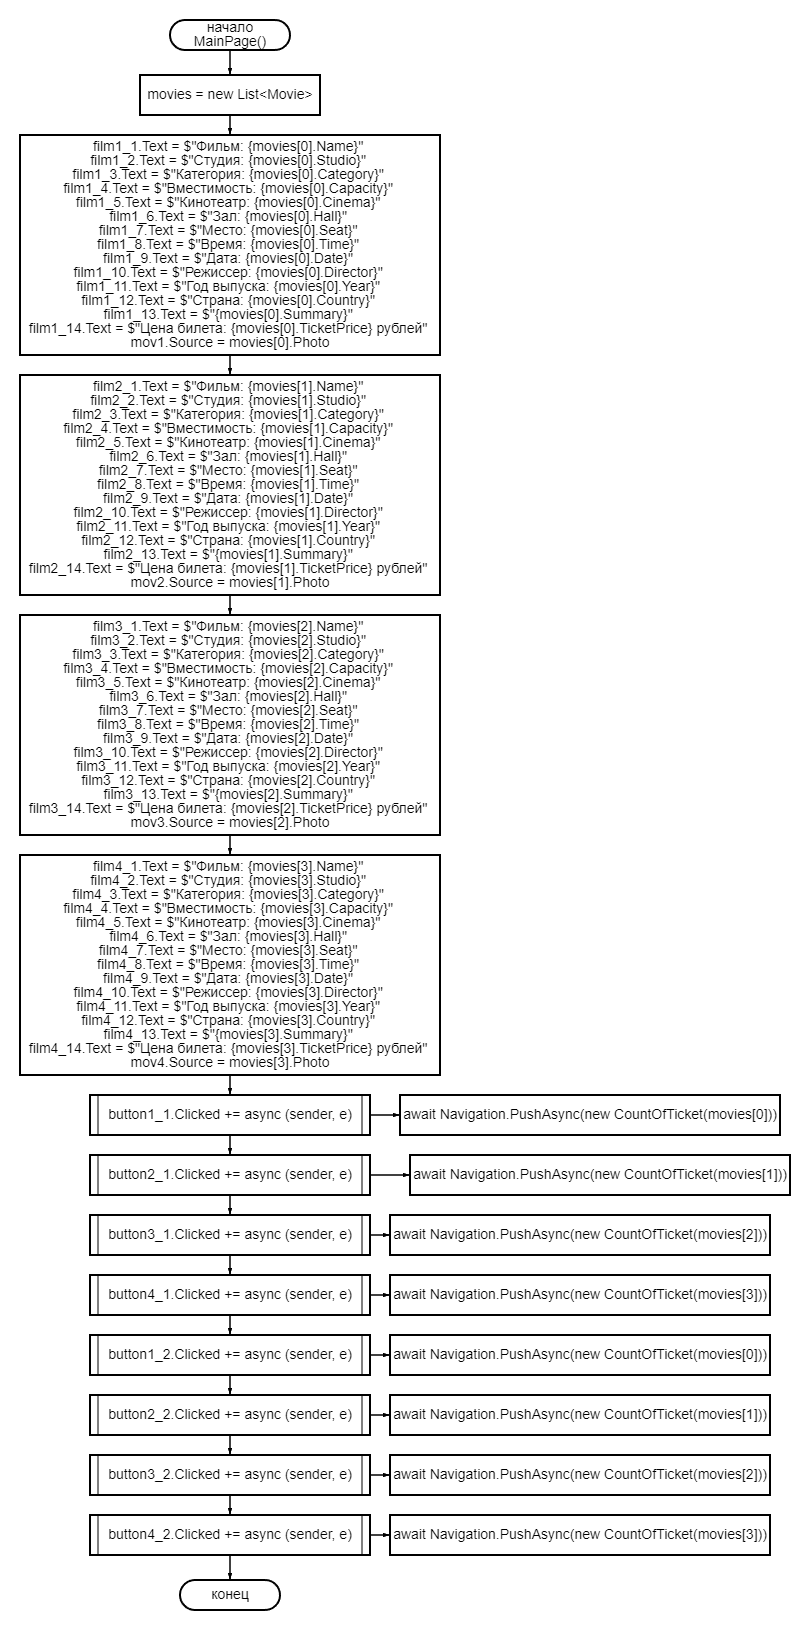 начало
MainPage()
movies = new List<Movie>
film1_1.Text = $"Фильм: {movies[0].Name}"
film1_2.Text = $"Студия: {movies[0].Studio}"
film1_3.Text = $"Категория: {movies[0].Category}"
film1_4.Text = $"Вместимость: {movies[0].Capacity}"
film1_5.Text = $"Кинотеатр: {movies[0].Cinema}"
film1_6.Text = $"Зал: {movies[0].Hall}"
film1_7.Text = $"Место: {movies[0].Seat}"
film1_8.Text = $"Время: {movies[0].Time}"
film1_9.Text = $"Дата: {movies[0].Date}"
film1_10.Text = $"Режиссер: {movies[0].Director}"
film1_11.Text = $"Год выпуска: {movies[0].Year}"
film1_12.Text = $"Страна: {movies[0].Country}"
film1_13.Text = $"{movies[0].Summary}"
film1_14.Text = $"Цена билета: {movies[0].TicketPrice} рублей"
mov1.Source = movies[0].Photo
film2_1.Text = $"Фильм: {movies[1].Name}"
film2_2.Text = $"Студия: {movies[1].Studio}"
film2_3.Text = $"Категория: {movies[1].Category}"
film2_4.Text = $"Вместимость: {movies[1].Capacity}"
film2_5.Text = $"Кинотеатр: {movies[1].Cinema}"
film2_6.Text = $"Зал: {movies[1].Hall}"
film2_7.Text = $"Место: {movies[1].Seat}"
film2_8.Text = $"Время: {movies[1].Time}"
film2_9.Text = $"Дата: {movies[1].Date}"
film2_10.Text = $"Режиссер: {movies[1].Director}"
film2_11.Text = $"Год выпуска: {movies[1].Year}"
film2_12.Text = $"Страна: {movies[1].Country}"
film2_13.Text = $"{movies[1].Summary}"
film2_14.Text = $"Цена билета: {movies[1].TicketPrice} рублей"
mov2.Source = movies[1].Photo
film3_1.Text = $"Фильм: {movies[2].Name}"
film3_2.Text = $"Студия: {movies[2].Studio}"
film3_3.Text = $"Категория: {movies[2].Category}"
film3_4.Text = $"Вместимость: {movies[2].Capacity}"
film3_5.Text = $"Кинотеатр: {movies[2].Cinema}"
film3_6.Text = $"Зал: {movies[2].Hall}"
film3_7.Text = $"Место: {movies[2].Seat}"
film3_8.Text = $"Время: {movies[2].Time}"
film3_9.Text = $"Дата: {movies[2].Date}"
film3_10.Text = $"Режиссер: {movies[2].Director}"
film3_11.Text = $"Год выпуска: {movies[2].Year}"
film3_12.Text = $"Страна: {movies[2].Country}"
film3_13.Text = $"{movies[2].Summary}"
film3_14.Text = $"Цена билета: {movies[2].TicketPrice} рублей"
mov3.Source = movies[2].Photo
film4_1.Text = $"Фильм: {movies[3].Name}"
film4_2.Text = $"Студия: {movies[3].Studio}"
film4_3.Text = $"Категория: {movies[3].Category}"
film4_4.Text = $"Вместимость: {movies[3].Capacity}"
film4_5.Text = $"Кинотеатр: {movies[3].Cinema}"
film4_6.Text = $"Зал: {movies[3].Hall}"
film4_7.Text = $"Место: {movies[3].Seat}"
film4_8.Text = $"Время: {movies[3].Time}"
film4_9.Text = $"Дата: {movies[3].Date}"
film4_10.Text = $"Режиссер: {movies[3].Director}"
film4_11.Text = $"Год выпуска: {movies[3].Year}"
film4_12.Text = $"Страна: {movies[3].Country}"
film4_13.Text = $"{movies[3].Summary}"
film4_14.Text = $"Цена билета: {movies[3].TicketPrice} рублей"
mov4.Source = movies[3].Photo
button1_1.Clicked += async (sender, e)
await Navigation.PushAsync(new CountOfTicket(movies[0]))
button2_1.Clicked += async (sender, e)
await Navigation.PushAsync(new CountOfTicket(movies[1]))
button3_1.Clicked += async (sender, e)
await Navigation.PushAsync(new CountOfTicket(movies[2]))
button4_1.Clicked += async (sender, e)
await Navigation.PushAsync(new CountOfTicket(movies[3]))
button1_2.Clicked += async (sender, e)
await Navigation.PushAsync(new CountOfTicket(movies[0]))
button2_2.Clicked += async (sender, e)
await Navigation.PushAsync(new CountOfTicket(movies[1]))
button3_2.Clicked += async (sender, e)
await Navigation.PushAsync(new CountOfTicket(movies[2]))
button4_2.Clicked += async (sender, e)
await Navigation.PushAsync(new CountOfTicket(movies[3]))
конец